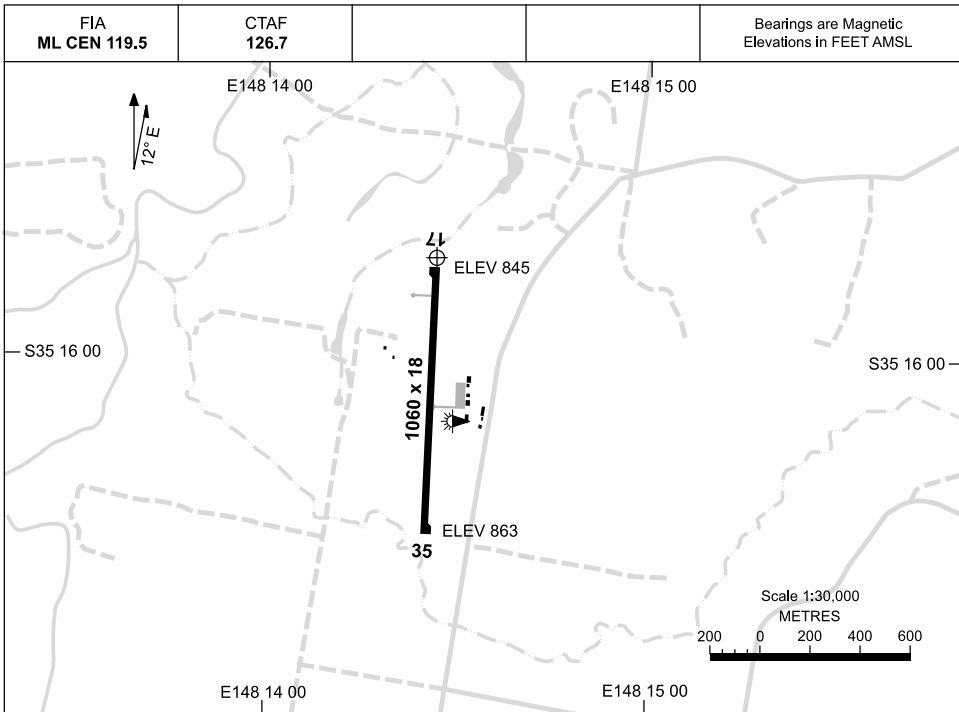 FIA
ML CEN 119.5
CTAF
126.7
Bearings are Magnetic
Elevations in FEET AMSL
E148 14 00
E148 15 00
12° E
17
ELEV 845
S35 16 00
S35 16 00
1060 x 18
ELEV 863
35
Scale 1:30,000
METRES
200 0 200 400 600
E148 14 00
E148 15 00